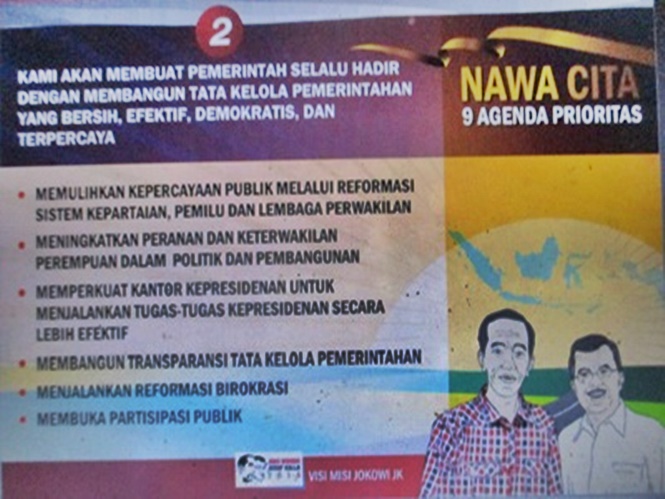 2
KAMI AKAN MEMBUAT PEMERINTAH SELALU HADIR
DENGAN MEMBANGUN TATA KELOLA PEMERINTAHAN
YANG BERSIH, EFEKTIF, DEMOKRATIS, DAN
TERPERCAYA
NAWA CITA
9 AGENDA PRIORITAS
• MEMULIHKAN KEPERCAYAAN PUBLIK MELALUI REFORMASI
SISTEM KEPARTAIAN, PEMILU DAN LEMBAGA PERWAKILAN
• MENINGKATKAN PERANAN DAN KETERWAKILAN
PEREMPUAN DALAM POLITIK DAN PEMBANGUNAN
• MEMPERKUAT KANTOR KEPRESIDENAN UNTUK
MENJALANKAN TUGAS-TUGAS KEPRESIDENAN SECARA
LEBIH EFEKTIF
• MEMBANGUN TRANSPARANSI TATA KELOLA PEMERINTAHAN
• MENJALANKAN REFORMASI BIROKRASI
• MEMBUKA PARTISIPASI PUBLIK
VISI MISI JOKOWI JK